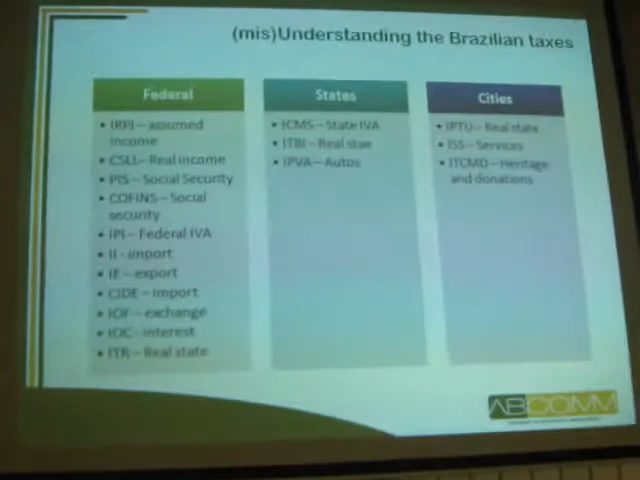 (mis)Understanding the Brazilian taxes
Federal
• IRPJ – assumed
income
• CSLL – Real income
• PIS – Social Security
• COFINS – Social
security
• IPI – Federal IVA
• II - import
• IE – export
• CIDE – import
• IOF – exchange
• IOC - interest
• ITR – Real state
States
• ICMS – State IVA
• ITBI – Real stae
• IPVA – Autos
Cities
• IPTU – Real state
• ISS – Services
• ITCMD – Heritage
and donations
ABCOMM